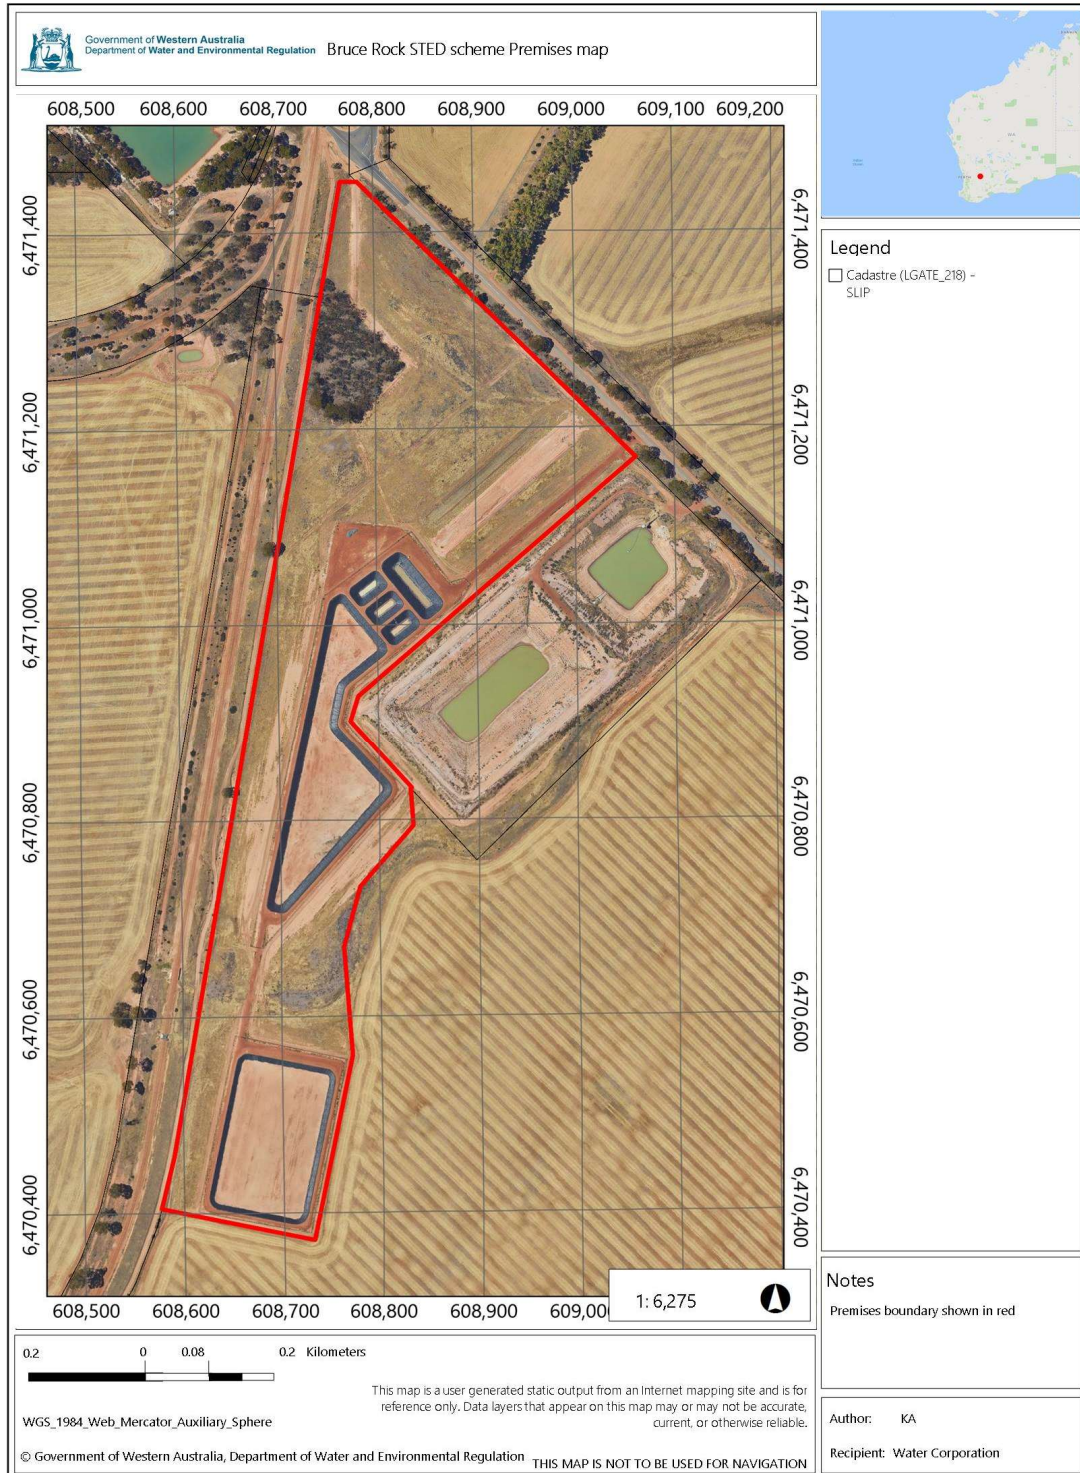 Government of Western Australia
Department of Water and Environmental Regulation
Bruce Rock STED scheme Premises map
608,500 608,600 608,700 608,800 608,900 609,000 609,100 609,200
6,471,400
6,471,200
6,471,000
6,470,800
6,470,600
6,470,400
6,471,400
6,471,200
6,471,000
6,470,800
6,470,600
6,470,400
608,500 608,600 608,700 608,800 608,900 609,00
1: 6,275
Legend
Cadastre (LGATE_218) -
SLIP
Notes
Premises boundary shown in red
0.2 0 0.08 0.2 Kilometers
This map is a user generated static output from an Internet mapping site and is for
reference only. Data layers that appear on this map may or may not be accurate,
current, or otherwise reliable.
WGS_1984_Web_Mercator_Auxiliary_Sphere
© Government of Western Australia, Department of Water and Environmental Regulation
THIS MAP IS NOT TO BE USED FOR NAVIGATION
Author: KA
Recipient: Water Corporation